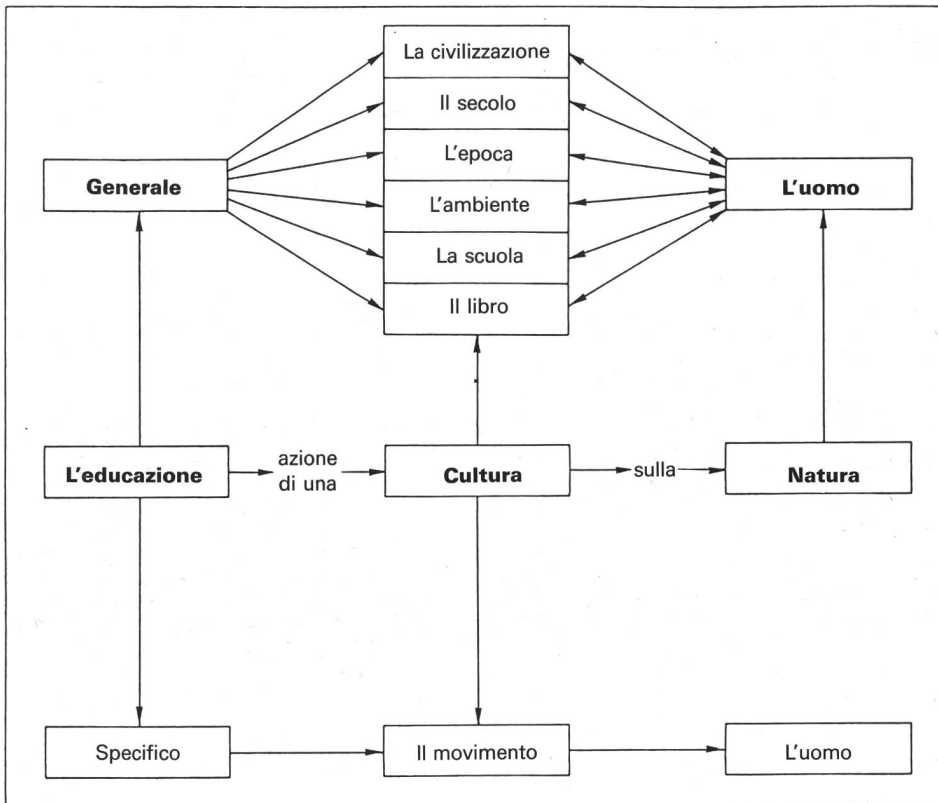 La civilizzazione
Il secolo
L'epoca
Generale
L'uomo
L'ambiente
La scuola
Il libro
L'educazione
azione
di una
Cultura
sulla
Natura
Specifico
Il movimento
L'uomo